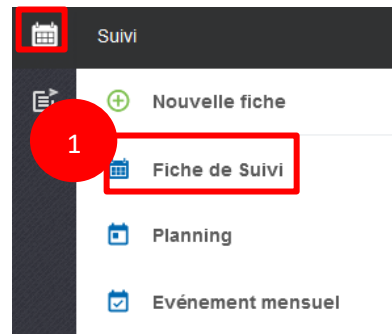 Suivi
Nouvelle fiche
1
Fiche de Suivi
Planning
Evénement mensuel